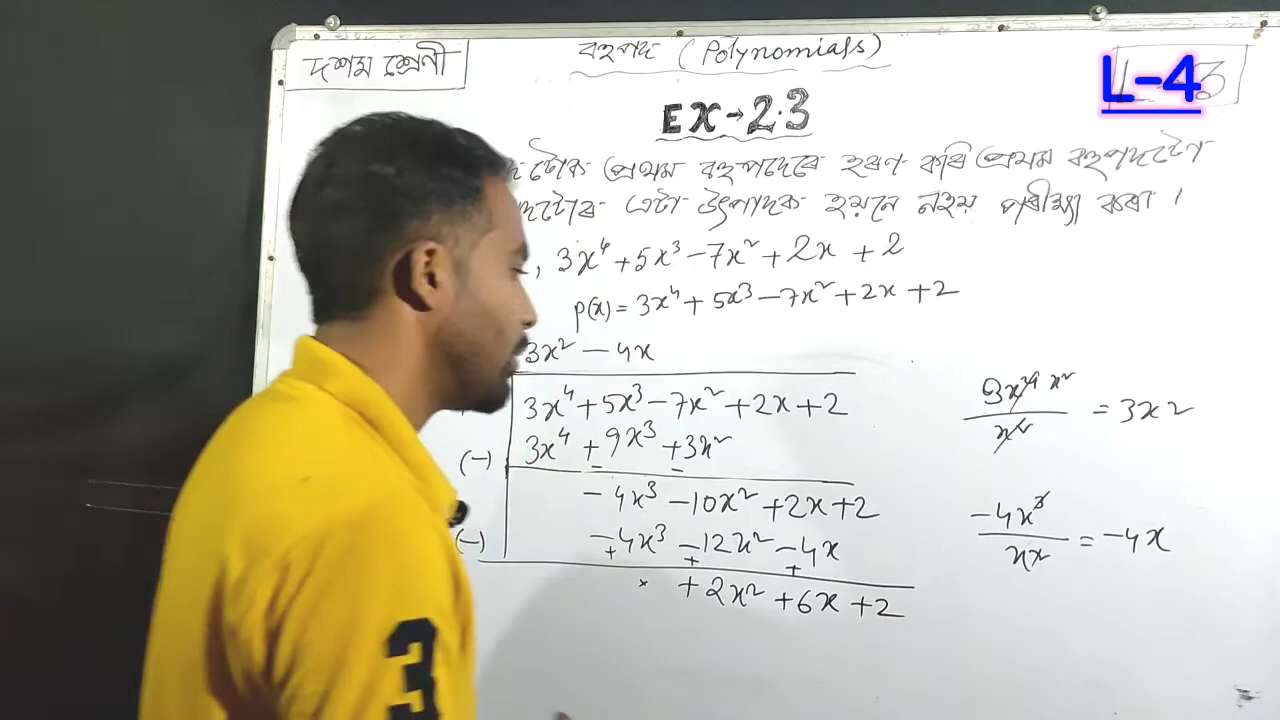 দশম শ্ৰেণী
বহুপদ (Polynomials)
L-4
EX→2.3
প্ৰথম বহুপদেৰে হৰণ কৰি প্ৰথম বহুপদটো
এটা উৎপাদক হয়নে নহয় পৰীক্ষা কৰা ।
, 3x⁴ + 5x³ - 7x² + 2x + 2
p(x) = 3x⁴ + 5x³ - 7x² + 2x + 2
3x² - 4x
3x⁴ + 5x³ - 7x² + 2x + 2
3x⁴ + 9x³ + 3x²
(-) - -
- 4x³ - 10x² + 2x + 2
(-) - 4x³ - 12x² - 4x
+ + +
× + 2x² + 6x + 2
3x⁴ x² / x² = 3x2
-4x³ / x² = -4x
3